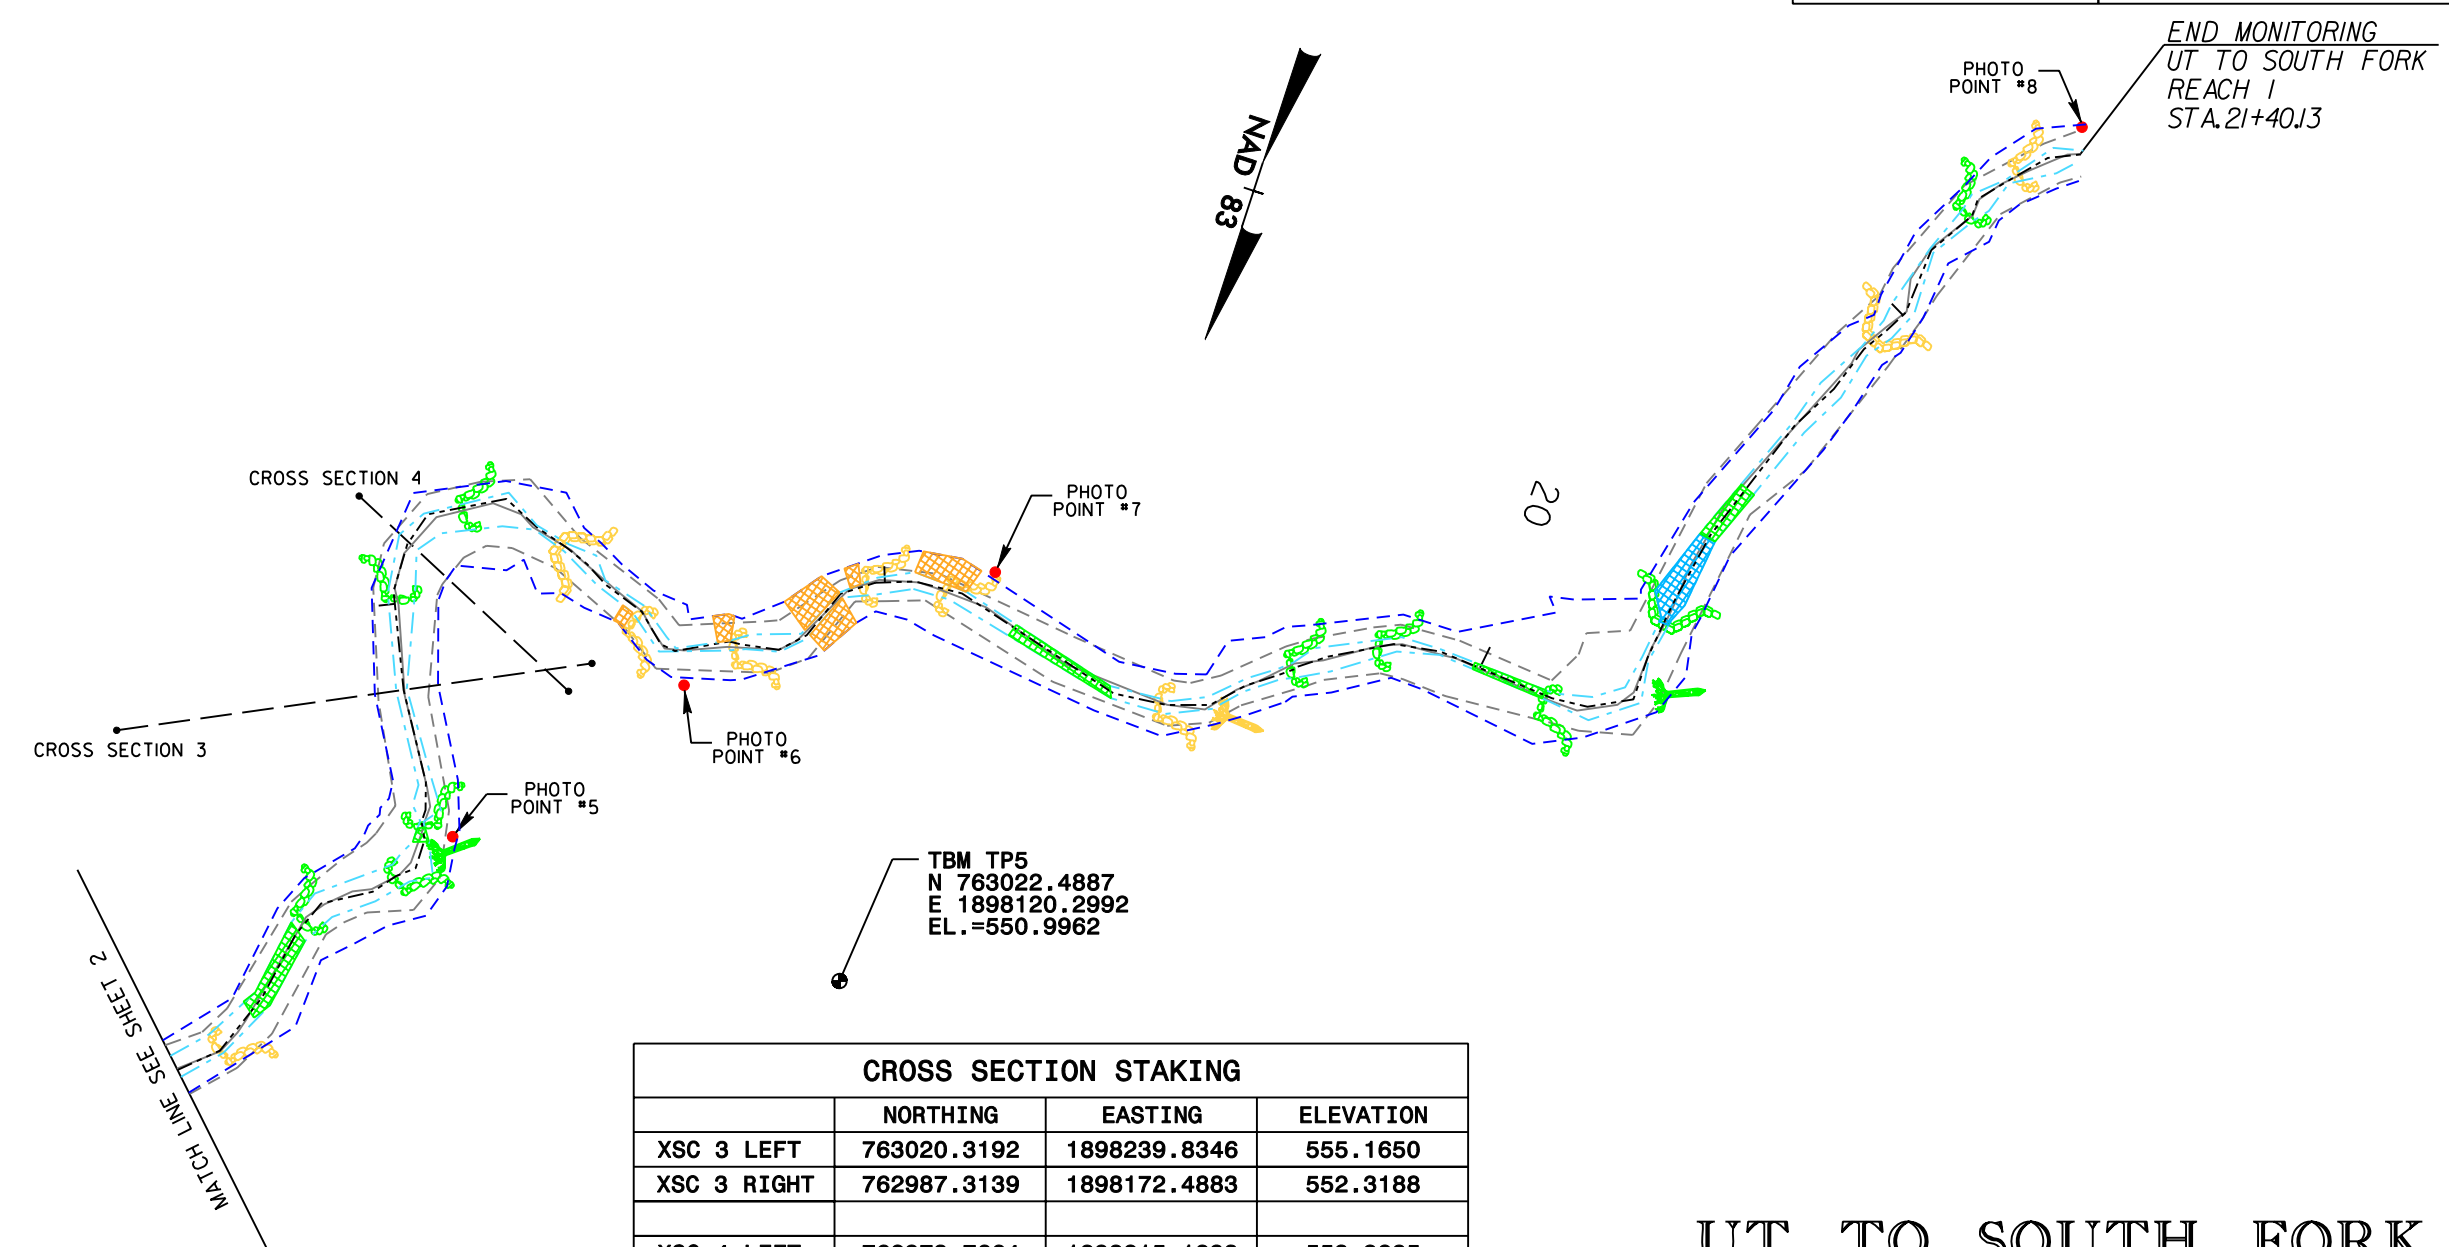 END MONITORING
UT TO SOUTH FORK
REACH 1
STA.21+40.13
PHOTO
POINT #8
NAD 83
CROSS SECTION 4
PHOTO
POINT #7
20
CROSS SECTION 3
PHOTO
POINT #6
PHOTO
POINT #5
TBM TP5
N 763022.4887
E 1898120.2992
EL.=550.9962
MATCH LINE SEE SHEET 2
CROSS SECTION STAKING
NORTHING EASTING ELEVATION
XSC 3 LEFT 763020.3192 1898239.8346 555.1650
XSC 3 RIGHT 762987.3139 1898172.4883 552.3188
UT TO SOUTH FORK